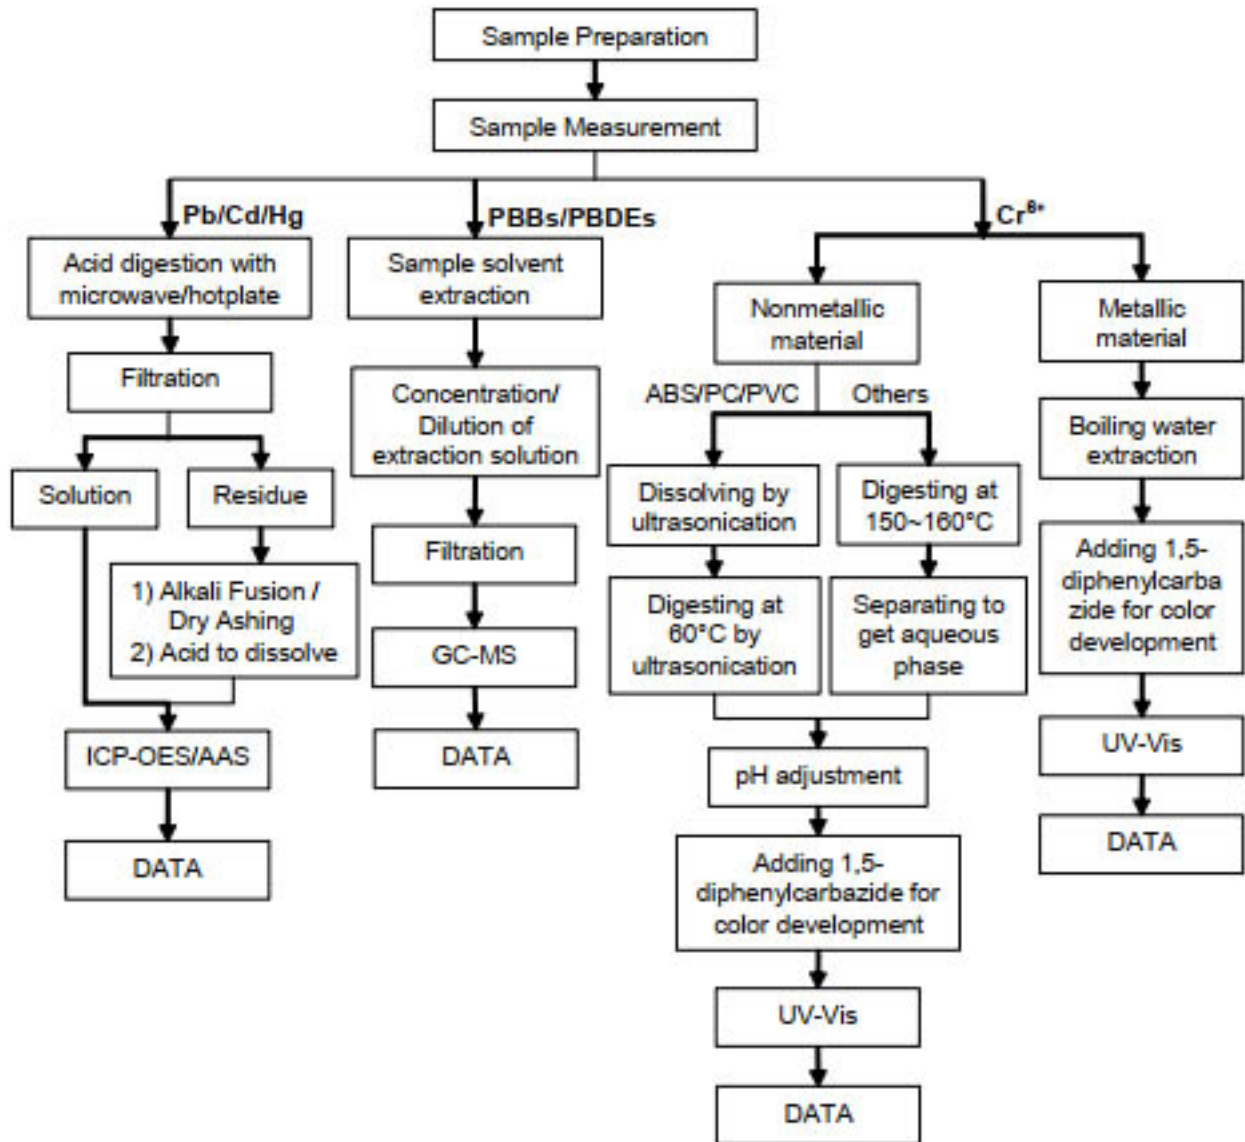 Sample Preparation
Sample Measurement
Pb/Cd/Hg
PBBs/PBDEs
Cr⁶⁺
Acid digestion with
microwave/hotplate
Filtration
Solution
Residue
1) Alkali Fusion /
Dry Ashing
2) Acid to dissolve
ICP-OES/AAS
DATA
Sample solvent
extraction
Concentration/
Dilution of
extraction solution
Filtration
GC-MS
DATA
Nonmetallic
material
ABS/PC/PVC
Others
Dissolving by
ultrasonication
Digesting at
60°C by
ultrasonication
Digesting at
150~160°C
Separating to
get aqueous
phase
pH adjustment
Adding 1,5-
diphenylcarbazide for
color development
UV-Vis
DATA
Metallic
material
Boiling water
extraction
Adding 1,5-
diphenylcarba
zide for color
development
UV-Vis
DATA